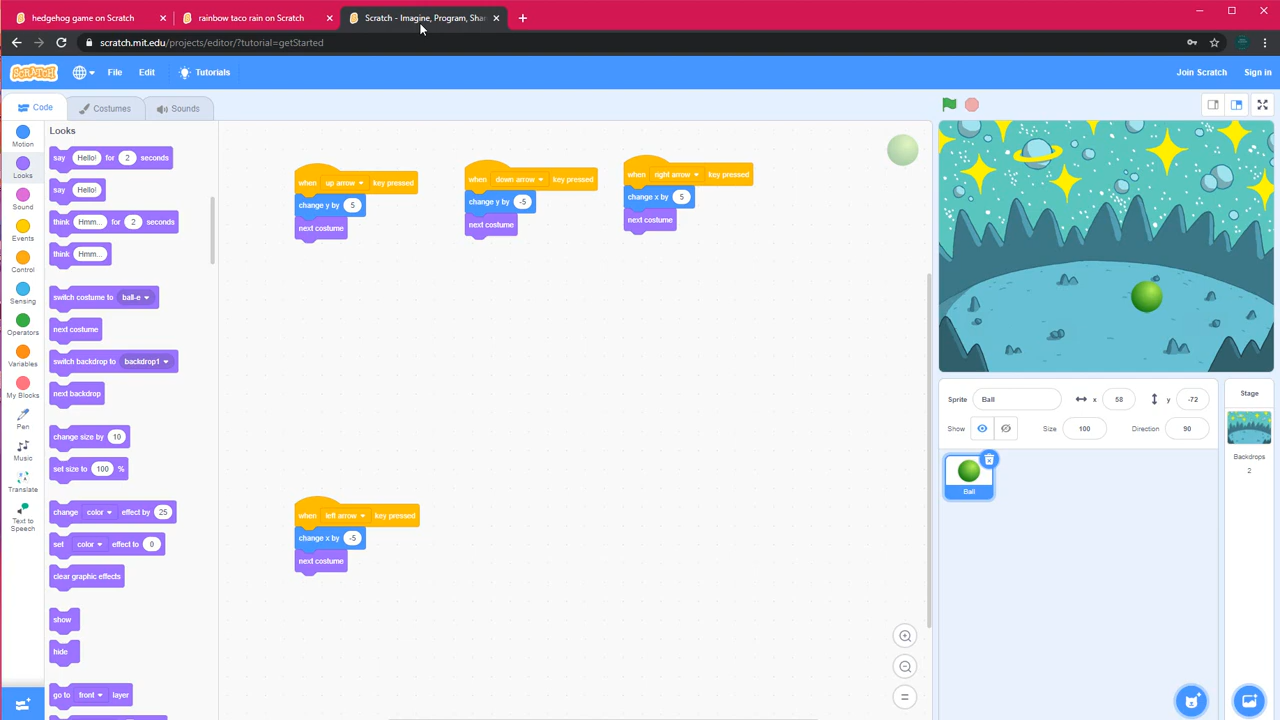 hedgehog game on Scratch
rainbow taco rain on Scratch
Scratch - Imagine, Program, Sha
scratch.mit.edu/projects/editor/?tutorial=getStarted
SCRATCH
File
Edit
Tutorials
Join Scratch
Sign in
Code
Costumes
Sounds
Motion
Looks
Sound
Events
Control
Sensing
Operators
Variables
My Blocks
Pen
Music
Translate
Text to
Speech
Looks
say Hello! for 2 seconds
say Hello!
think Hmm... for 2 seconds
think Hmm...
switch costume to ball-e
next costume
switch backdrop to backdrop1
next backdrop
change size by 10
set size to 100 %
change color effect by 25
set color effect to 0
clear graphic effects
show
hide
go to front layer
when up arrow key pressed
change y by 5
next costume
when down arrow key pressed
change y by -5
next costume
when right arrow key pressed
change x by 5
next costume
when left arrow key pressed
change x by -5
next costume
Sprite Ball x 58 y -72
Show Size 100 Direction 90
Ball
Stage
Backdrops
2